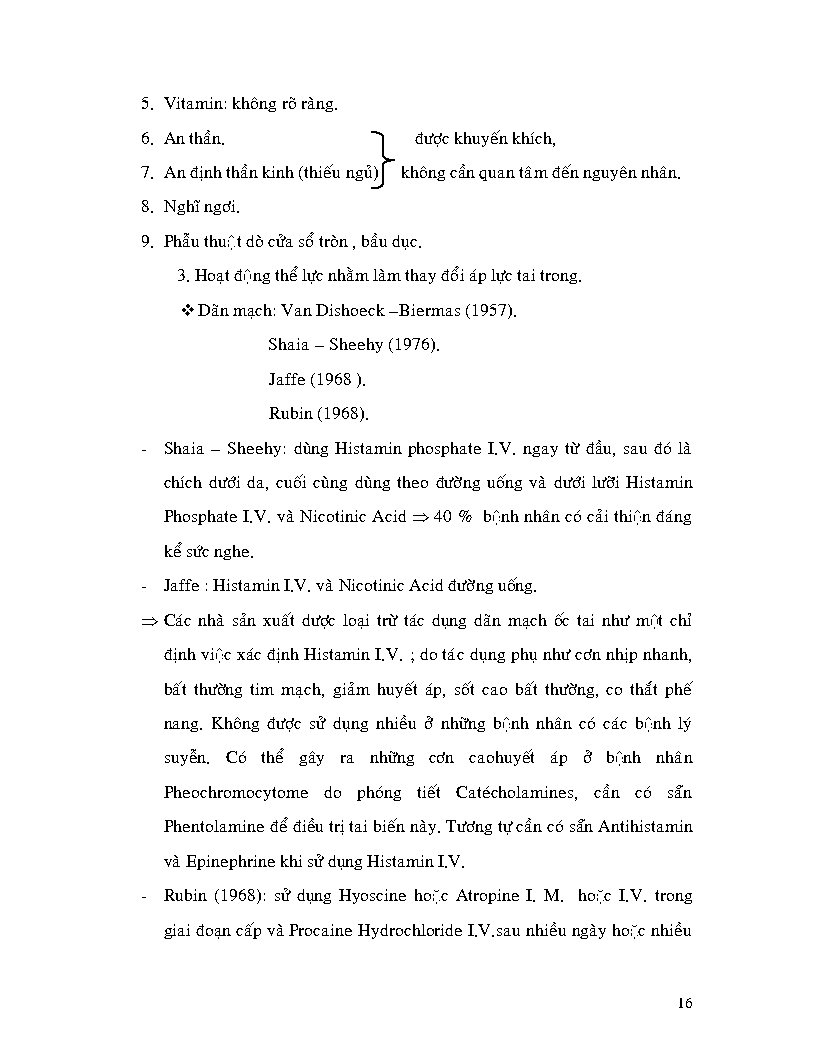 5. Vitamin: không rõ ràng.
6. An thần. được khuyến khích,
7. An định thần kinh (thiếu ngủ) không cần quan tâm đến nguyên nhân.
8. Nghĩ ngơi.
9. Phẫu thuột dò cửa sổ tròn , bầu dục.
3. Hoạt động thể lực nhằm làm thay đổi áp lực tai trong.
❖ Dãn mạch: Van Dishoeck –Biermas (1957).
Shaia – Sheehy (1976).
Jaffe (1968 ).
Rubin (1968).
- Shaia – Sheehy: dùng Histamin phosphate I.V. ngay từ đầu, sau đó là
chích dưới da, cuối cùng dùng theo đường uống và dưới lưỡi Histamin
Phosphate I.V. và Nicotinic Acid ⇒ 40 % bộnh nhân có cải thiộn đáng
kể sức nghe.
- Jaffe : Histamin I.V. và Nicotinic Acid đường uống.
⇒ Các nhà sản xuất dược loại trừ tác dụng dãn mạch ốc tai như một chỉ
định viộc xác định Histamin I.V. ; do tác dụng phụ như cơn nhịp nhanh,
bất thường tim mạch, giảm huyết áp, sốt cao bất thường, co thắt phế
nang. Không được sử dụng nhiều ở những bộnh nhân có các bộnh lý
suyễn. Có thể gây ra những cơn caohuyết áp ở bộnh nhân
Pheochromocytome do phóng tiết Catécholamines, cần có sẵn
Phentolamine để điều trị tai biến này. Tương tự cần có sẵn Antihistamin
và Epinephrine khi sử dụng Histamin I.V.
- Rubin (1968): sử dụng Hyoscine hoặc Atropine I. M. hoặc I.V. trong
giai đoạn cấp và Procaine Hydrochloride I.V.sau nhiều ngày hoặc nhiều
16